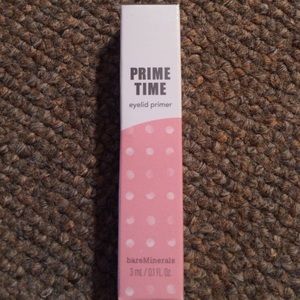 PRIME
TIME
eyelid primer
bareMinerals
3 mL / 0.1 Fl. Oz.